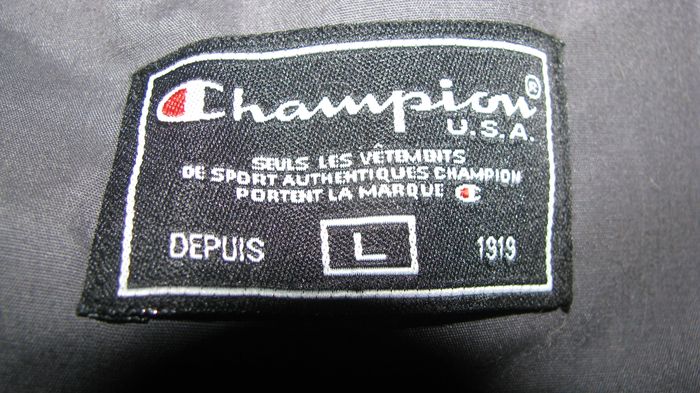 Champion®
U.S.A.
SEULS LES VÊTEMENTS
DE SPORT AUTHENTIQUES CHAMPION
PORTENT LA MARQUE C
DEPUIS L 1919